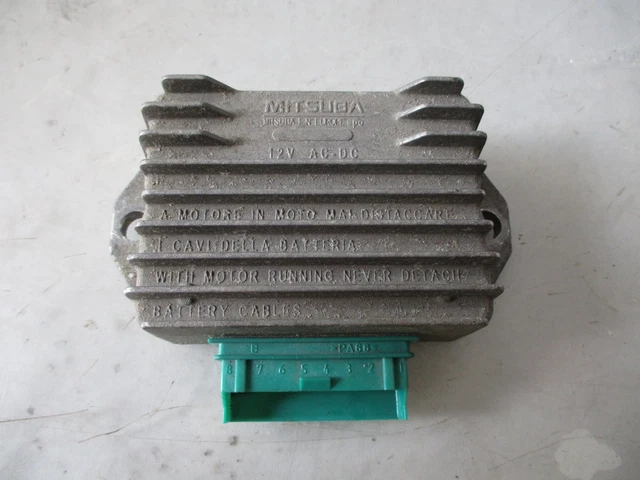 MITSUBA
12V AC-DC
A MOTORE IN MOTO MAI DISTACCARE
I CAVI DELLA BATTERIA
WITH MOTOR RUNNING NEVER DETACH
BATTERY CABLES
B >PA66<
8 7 6 5 4 3 2 1